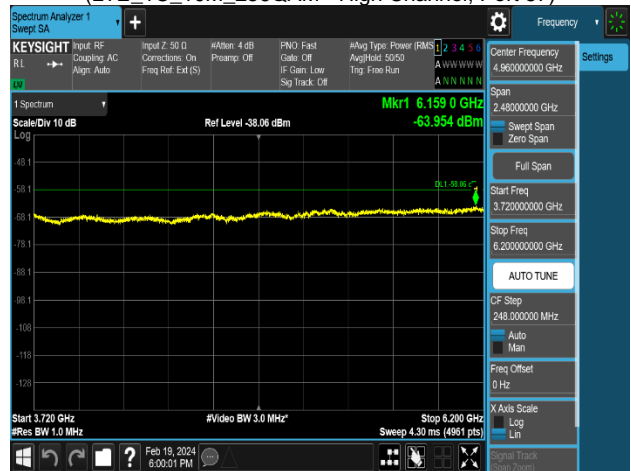 Spectrum Analyzer 1
Swept SA
Frequency
Settings
KEYSIGHT
RL
LV
Input: RF
Coupling: AC
Align: Auto
Input Z: 50 Ω
Corrections: On
Freq Ref: Ext (S)
#Atten: 4 dB
Preamp: Off
PNO: Fast
Gate: Off
IF Gain: Low
Sig Track: Off
#Avg Type: Power (RMS
Avg|Hold: 50/50
Trig: Free Run
1 2 3 4 5 6
A W W W W W
A N N N N N
1 Spectrum
Scale/Div 10 dB
Log
Ref Level -38.06 dBm
Mkr1 6.159 0 GHz
-63.954 dBm
DL1 -58.06
-48.1
-58.1
-68.1
-78.1
-88.1
-98.1
-108
-118
-128
Start 3.720 GHz
#Res BW 1.0 MHz
#Video BW 3.0 MHz*
Stop 6.200 GHz
Sweep 4.30 ms (4961 pts)
Center Frequency
4.960000000 GHz
Span
2.48000000 GHz
Swept Span
Zero Span
Full Span
Start Freq
3.720000000 GHz
Stop Freq
6.200000000 GHz
AUTO TUNE
CF Step
248.000000 MHz
Auto
Man
Freq Offset
0 Hz
X Axis Scale
Log
Lin
Signal Track
(Span Zoom)
?
Feb 19, 2024
6:00:01 PM